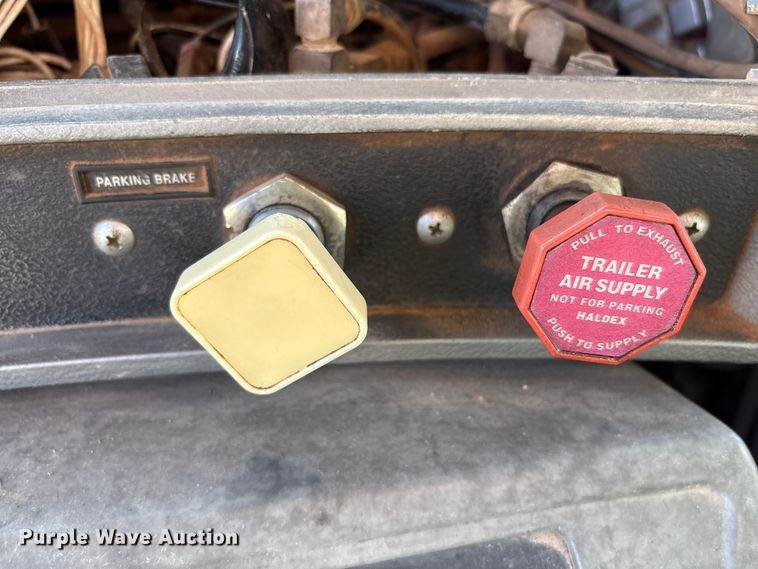 PARKING BRAKE
PULL TO EXHAUST
TRAILER
AIR SUPPLY
NOT FOR PARKING
HALDEX
PUSH TO SUPPLY
Purple Wave Auction